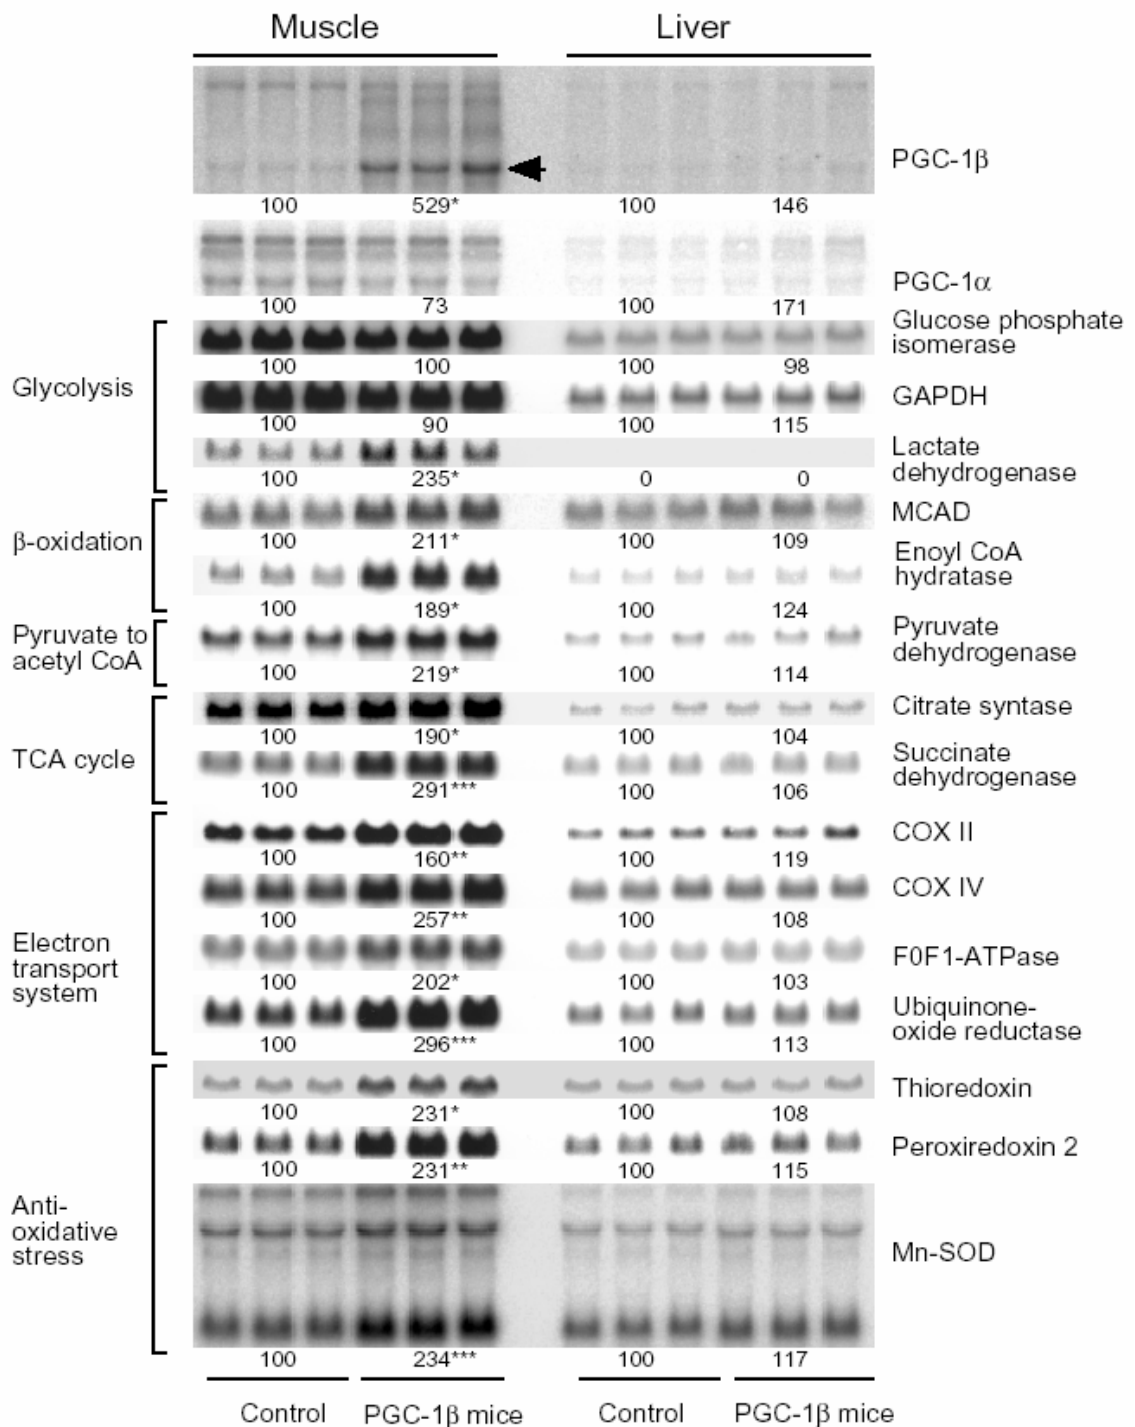 Muscle Liver
PGC-1β
100 529* 100 146
PGC-1α
100 73 100 171
Glycolysis
Glucose phosphate
isomerase
100 100 100 98
GAPDH
100 90 100 115
Lactate
dehydrogenase
100 235* 0 0
β-oxidation
MCAD
100 211* 100 109
Enoyl CoA
hydratase
100 189* 100 124
Pyruvate to
acetyl CoA
Pyruvate
dehydrogenase
100 219* 100 114
TCA cycle
Citrate syntase
100 190* 100 104
Succinate
dehydrogenase
100 291*** 100 106
Electron
transport
system
COX II
100 160** 100 119
COX IV
100 257** 100 108
F0F1-ATPase
100 202* 100 103
Ubiquinone-
oxide reductase
100 296*** 100 113
Anti-
oxidative
stress
Thioredoxin
100 231* 100 108
Peroxiredoxin 2
100 231** 100 115
Mn-SOD
100 234*** 100 117
Control PGC-1β mice Control PGC-1β mice